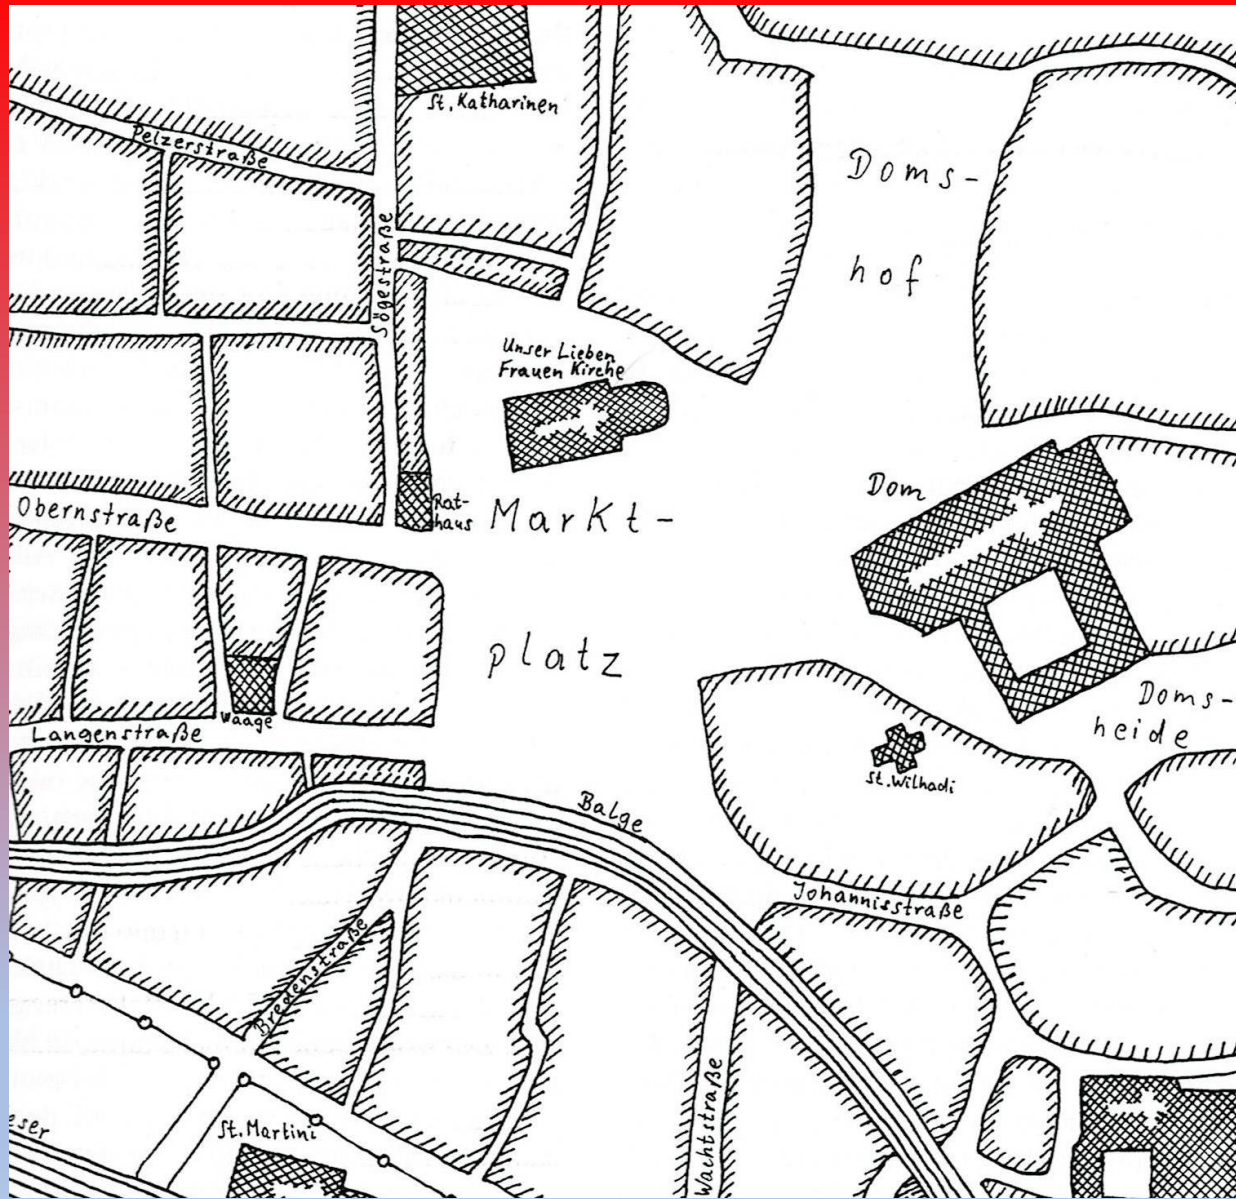 St. Katharinen
Pelzerstraße
Doms-
hof
Sögestraße
Unser Lieben
Frauen Kirche
Dom
Obernstraße
Rat-
haus
Markt-
platz
Doms-
heide
Waage
Langenstraße
St. Wilhadi
Balge
Johannisstraße
Bredenstraße
Wachtstraße
eser
St. Martini